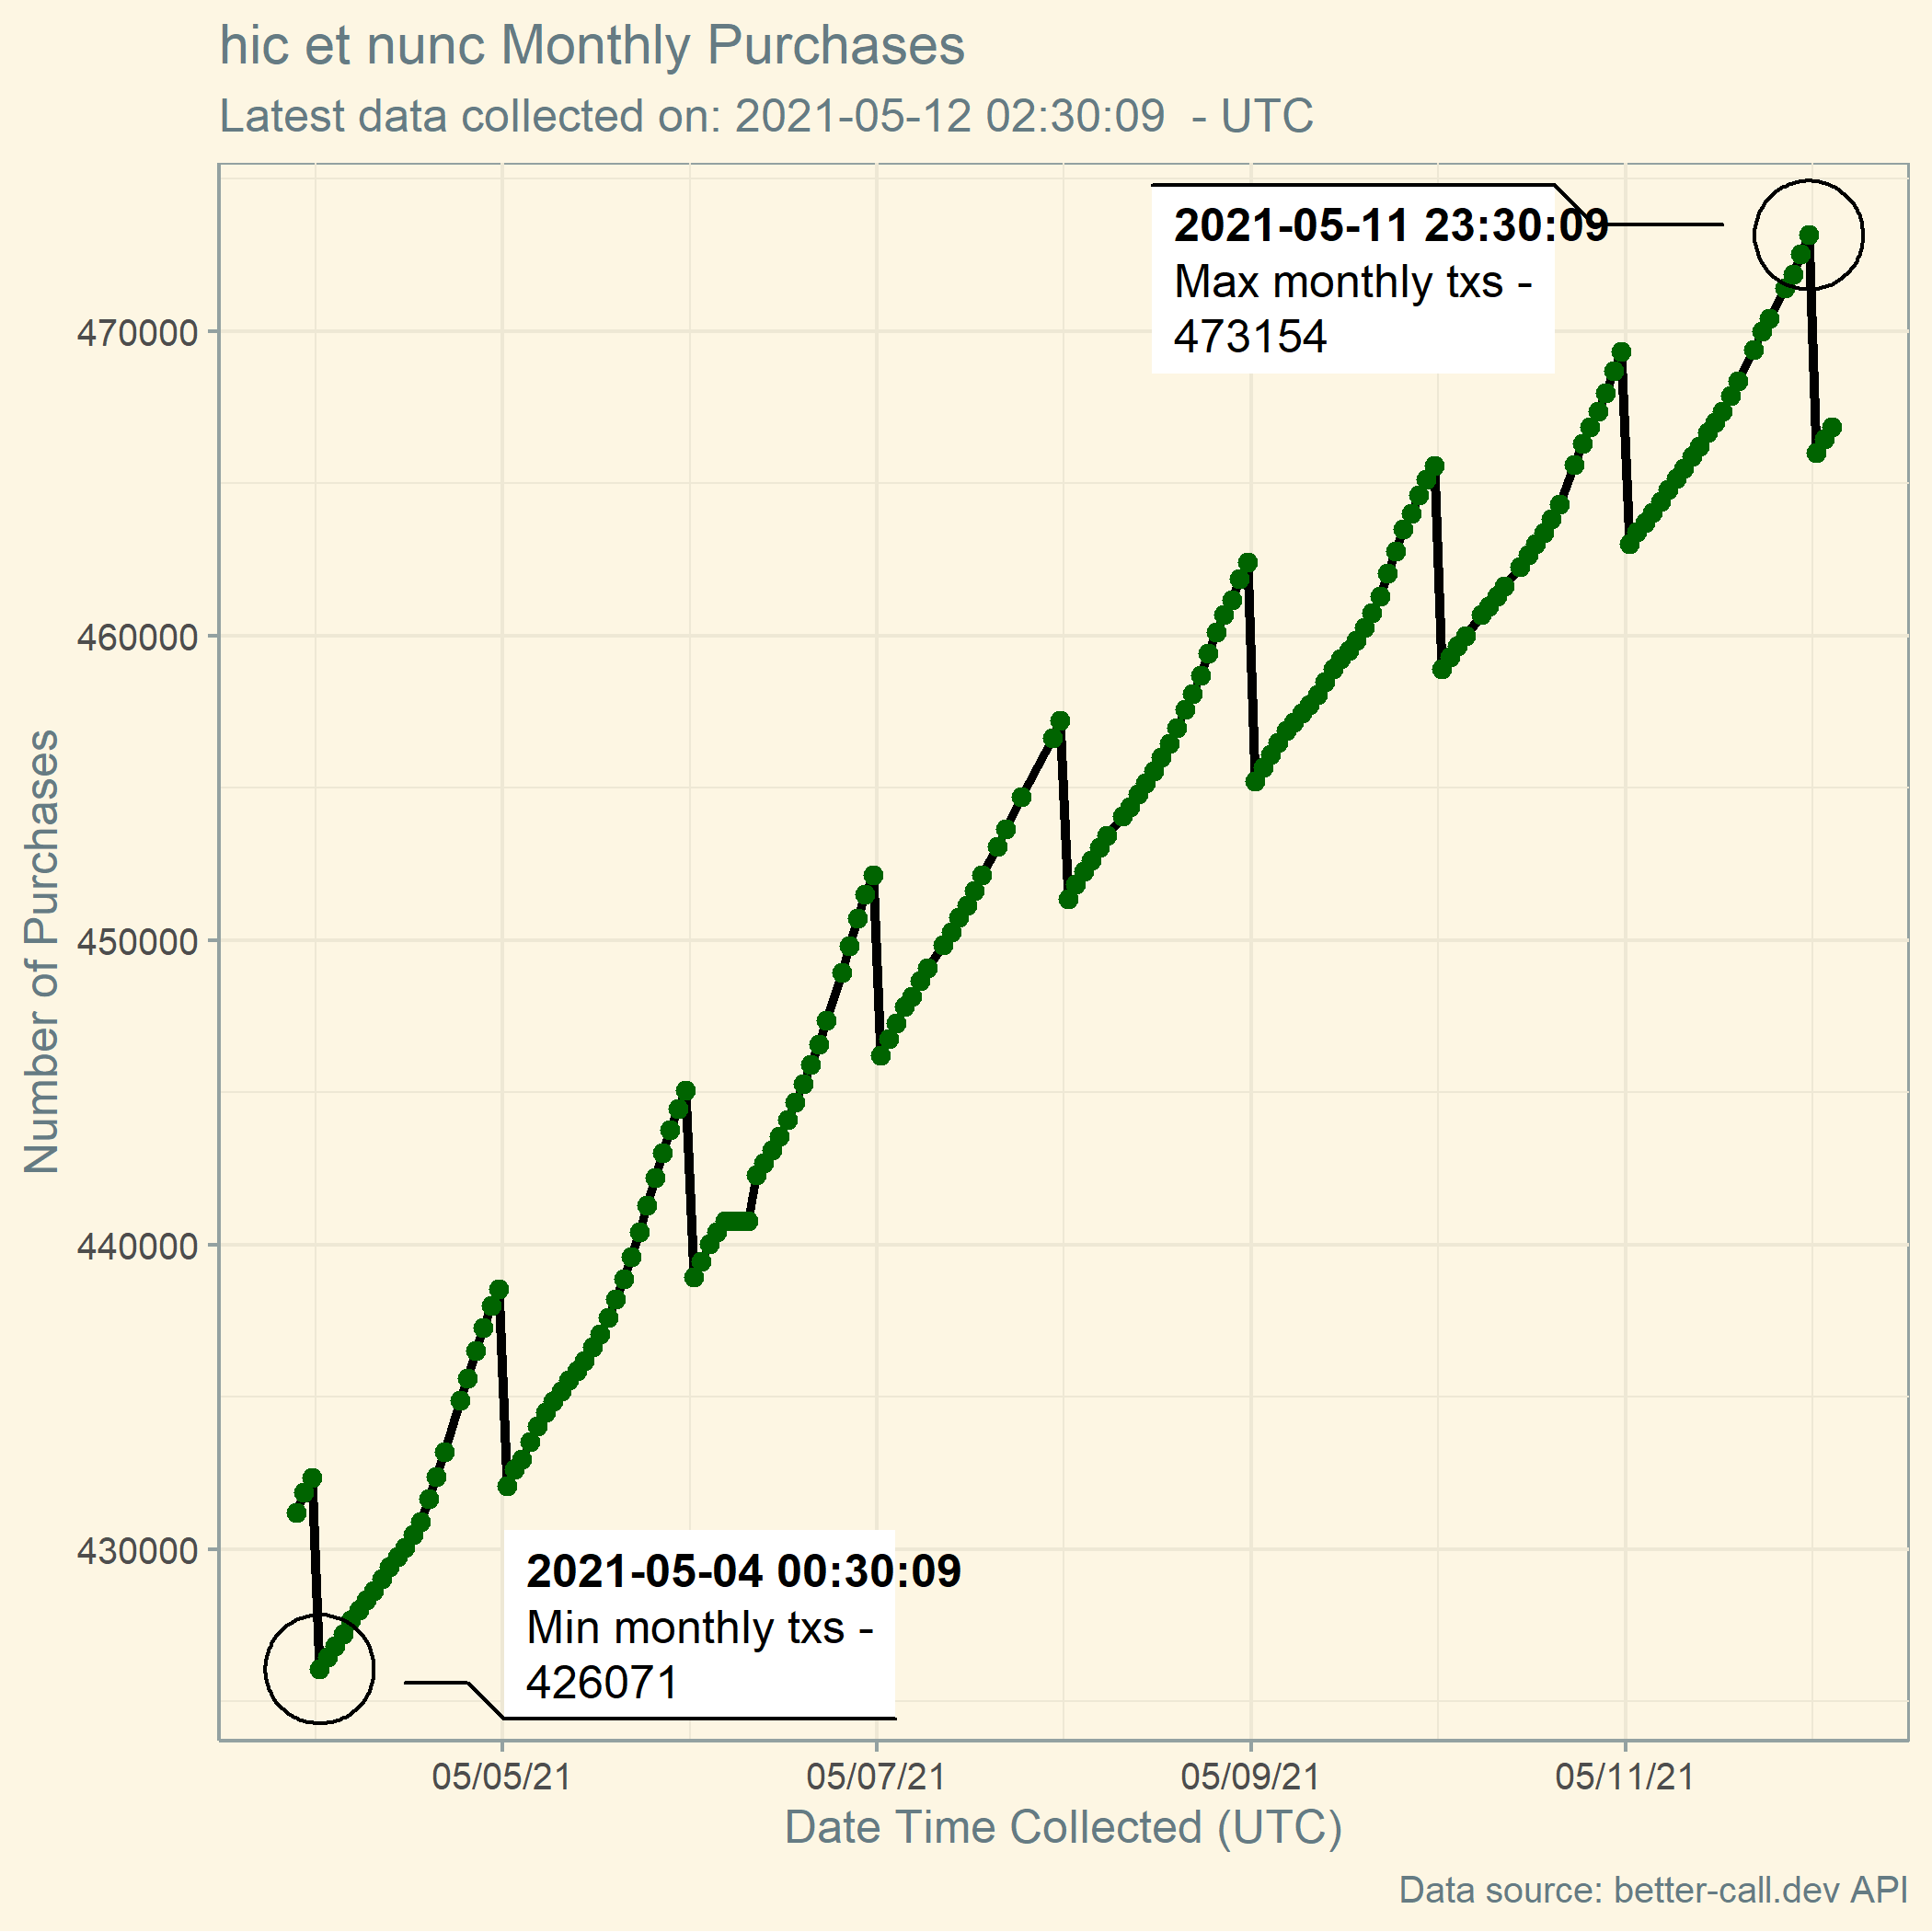 hic et nunc Monthly Purchases
Latest data collected on: 2021-05-12 02:30:09  - UTC
2021-05-11 23:30:09
Max monthly txs -
473154
470000
460000
450000
440000
430000
Number of Purchases
2021-05-04 00:30:09
Min monthly txs -
426071
05/05/21 05/07/21 05/09/21 05/11/21
Date Time Collected (UTC)
Data source: better-call.dev API